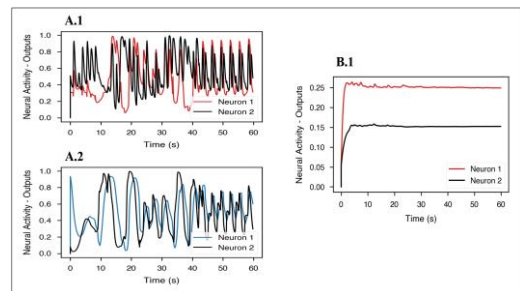 A.1
Neural Activity - Outputs
1.0
0.8
0.6
0.4
0.2
0.0
Neuron 1
Neuron 2
0 10 20 30 40 50 60
Time (s)
A.2
Neural Activity - Outputs
1.0
0.8
0.6
0.4
0.2
0.0
Neuron 1
Neuron 2
0 10 20 30 40 50 60
Time (s)
B.1
Neural Activity - Outputs
0.25
0.20
0.15
0.10
0.05
0.00
Neuron 1
Neuron 2
0 10 20 30 40 50 60
Time (s)